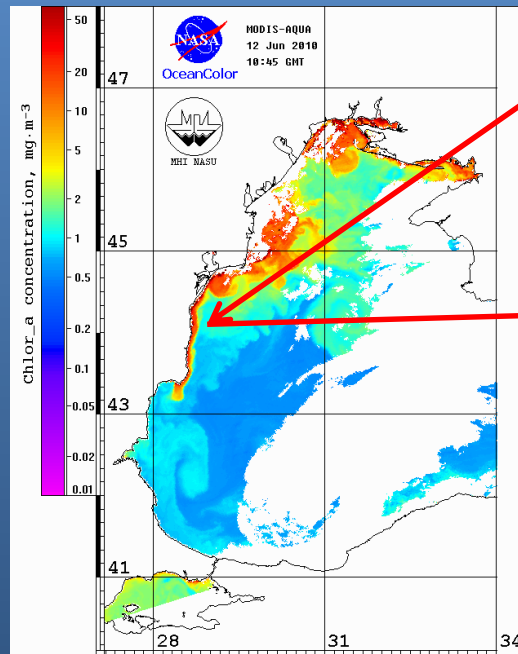 Chlor_a concentration, mg·m⁻³
50
20
10
5
2
1
0.5
0.2
0.1
0.05
0.02
0.01
NASA
OceanColor
MODIS-AQUA
12 Jun 2010
10:45 GMT
MHI NASU
47
45
43
41
28
31
34